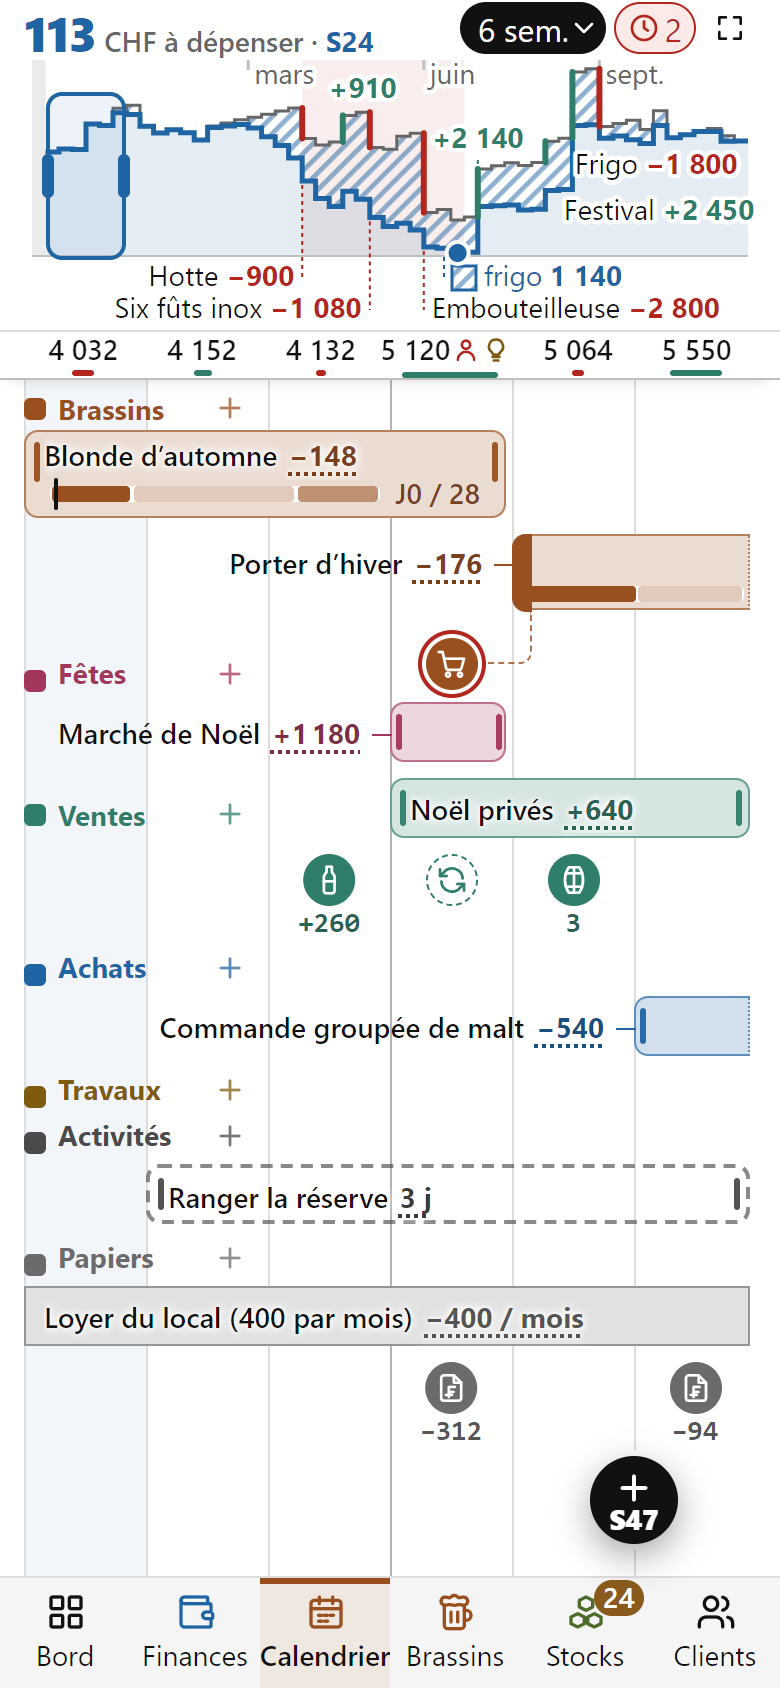 113 CHF à dépenser · S24
6 sem.
2
mars
juin
sept.
+910
+2 140
Frigo −1 800
Festival +2 450
Hotte −900
frigo 1 140
Six fûts inox −1 080
Embouteilleuse −2 800
4 032
4 152
4 132
5 120
5 064
5 550
Brassins +
Blonde d’automne −148
J0 / 28
Porter d’hiver −176
Fêtes +
Marché de Noël +1 180
Ventes +
Noël privés +640
+260
3
Achats +
Commande groupée de malt −540
Travaux +
Activités +
Ranger la réserve 3 j
Papiers +
Loyer du local (400 par mois) −400 / mois
−312
−94
+
S47
24
Bord
Finances
Calendrier
Brassins
Stocks
Clients